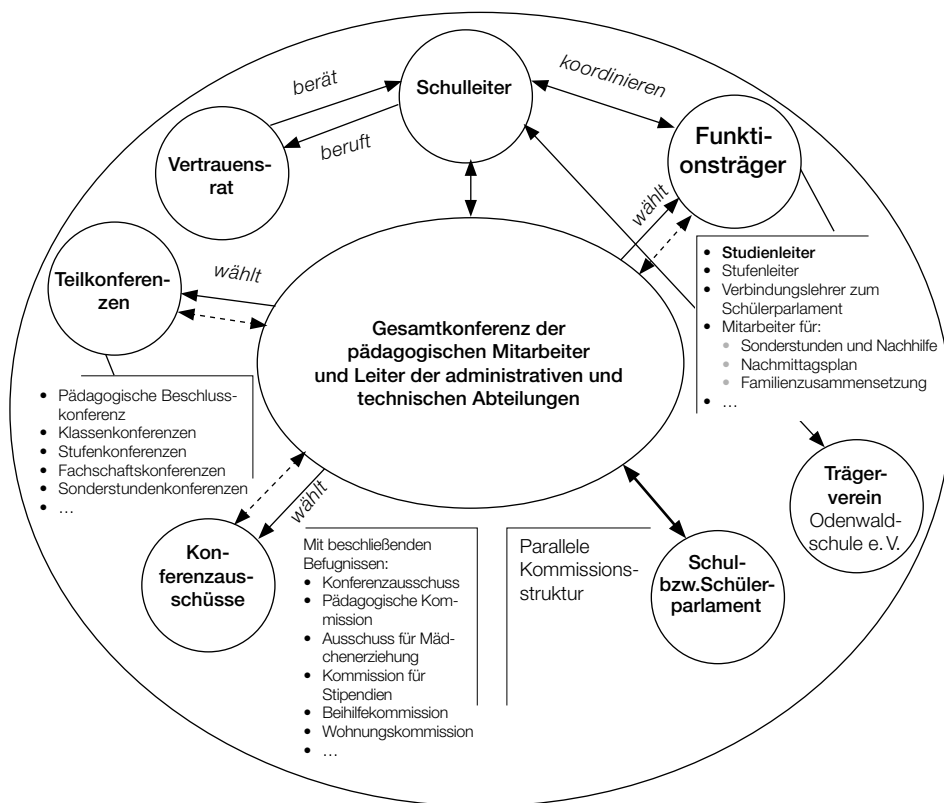 berät
Schulleiter
koordinieren
beruft
Vertrauens-
rat
Funkti-
onsträger
wählt
Teilkonferen-
zen
wählt
• Studienleiter
• Stufenleiter
• Verbindungslehrer zum
Schülerparlament
• Mitarbeiter für:
• Sonderstunden und Nachhilfe
• Nachmittagsplan
• Familienzusammensetzung
• …
Gesamtkonferenz der
pädagogischen Mitarbeiter
und Leiter der administrativen und
technischen Abteilungen
• Pädagogische Beschluss-
konferenz
• Klassenkonferenzen
• Stufenkonferenzen
• Fachschaftskonferenzen
• Sonderstundenkonferenzen
• …
wählt
Träger-
verein
Odenwald-
schule e. V.
Kon-
ferenzaus-
schüsse
Mit beschließenden
Befugnissen:
• Konferenzausschuss
• Pädagogische Kom-
mission
• Ausschuss für Mäd-
chenerziehung
• Kommission für
Stipendien
• Beihilfekommission
• Wohnungskommission
• …
Parallele
Kommissions-
struktur
Schul-
bzw.Schüler-
parlament